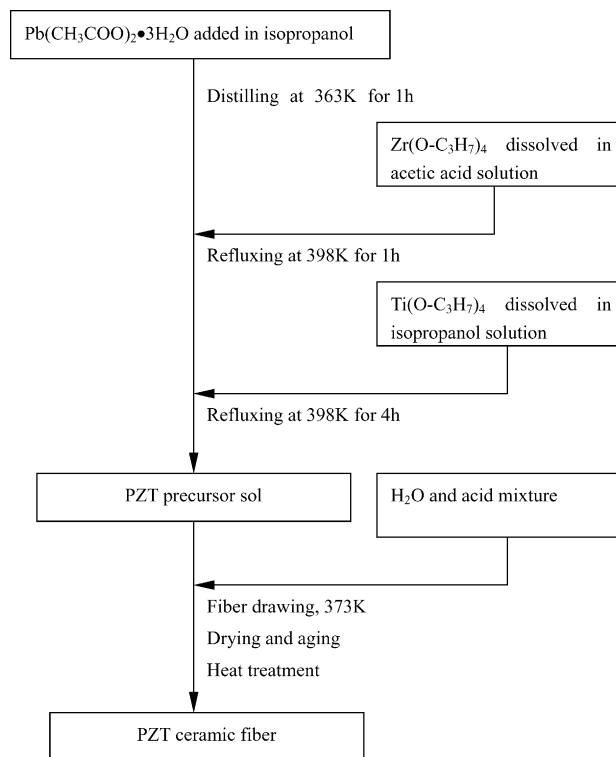 Pb(CH₃COO)₂●3H₂O added in isopropanol
Distilling at 363K for 1h
Zr(O-C₃H₇)₄ dissolved in
acetic acid solution
Refluxing at 398K for 1h
Ti(O-C₃H₇)₄ dissolved in
isopropanol solution
Refluxing at 398K for 4h
PZT precursor sol
H₂O and acid mixture
Fiber drawing, 373K
Drying and aging
Heat treatment
PZT ceramic fiber